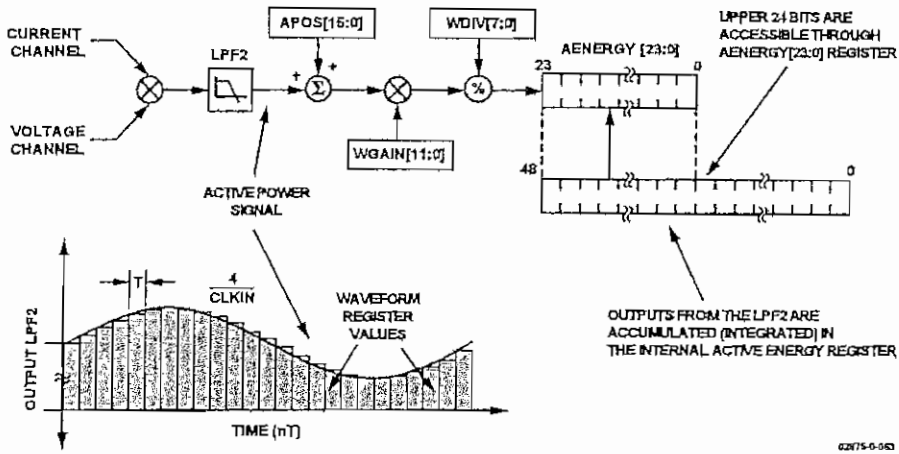 CURRENT
CHANNEL
VOLTAGE
CHANNEL
LPF2
APOS[15:0]
+
+
Σ
WGAIN[11:0]
WDIV[7:0]
%
AENERGY [23:0]
23
0
UPPER 24 BITS ARE
ACCESSIBLE THROUGH
AENERGY[23:0] REGISTER
48
0
ACTIVE POWER
SIGNAL
OUTPUT LPF2
T
4
CLKIN
WAVEFORM
REGISTER
VALUES
TIME (nT)
OUTPUTS FROM THE LPF2 ARE
ACCUMULATED (INTEGRATED) IN
THE INTERNAL ACTIVE ENERGY REGISTER
02875-0-063